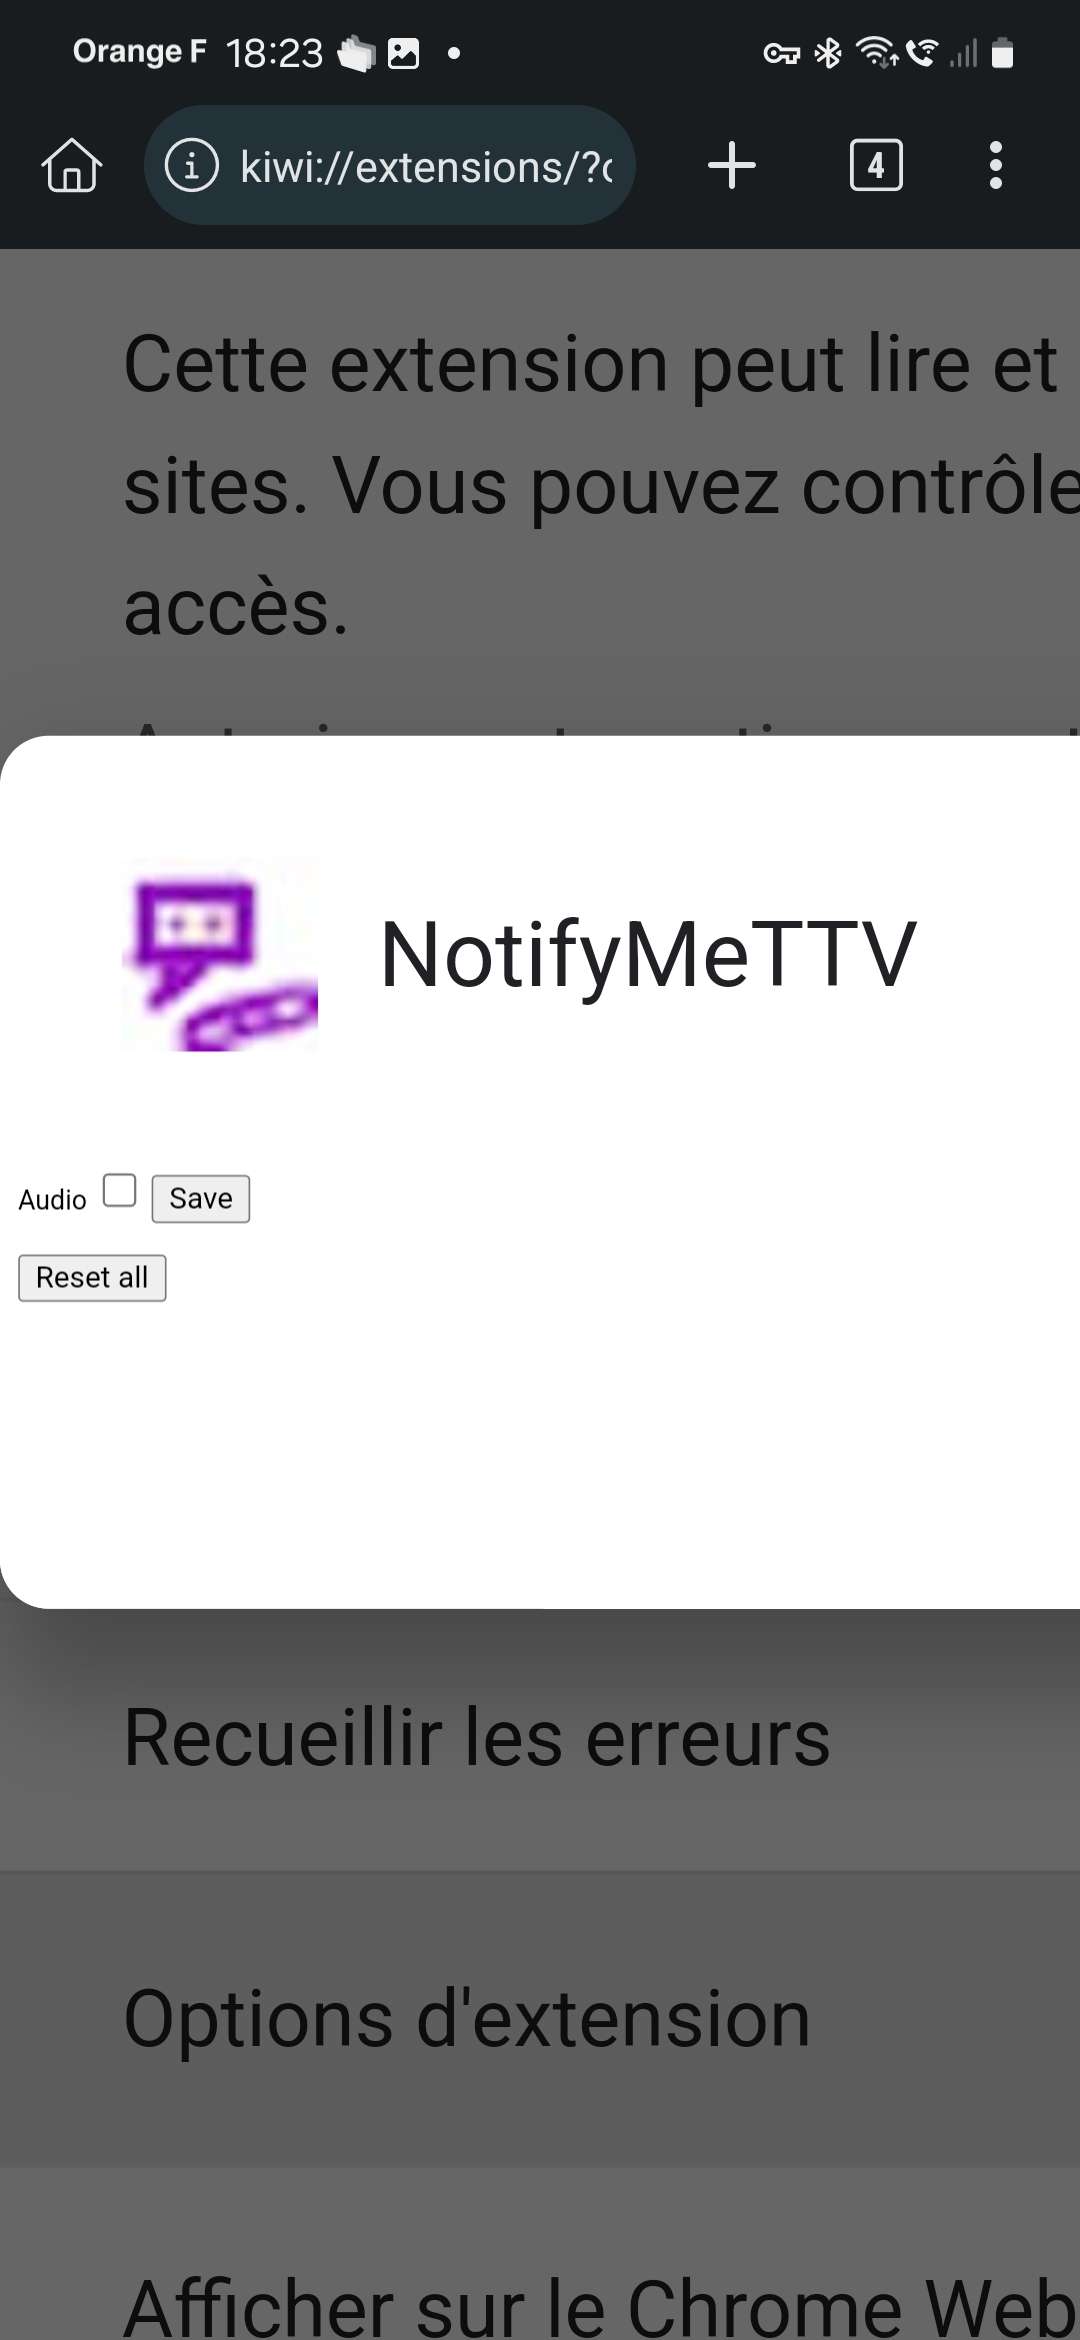 Orange F 18:23
kiwi://extensions/?
4
Cette extension peut lire et
sites. Vous pouvez contrôle
accès.
NotifyMeTTV
Audio Save
Reset all
Recueillir les erreurs
Options d'extension
Afficher sur le Chrome Web